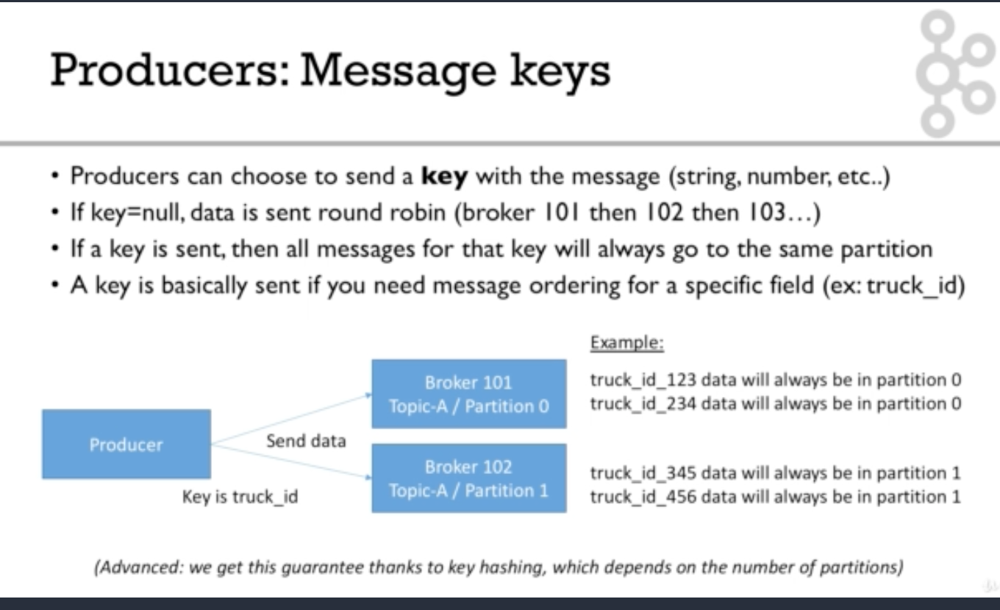 Producers: Message keys
• Producers can choose to send a key with the message (string, number, etc..)
• If key=null, data is sent round robin (broker 101 then 102 then 103...)
• If a key is sent, then all messages for that key will always go to the same partition
• A key is basically sent if you need message ordering for a specific field (ex: truck_id)
Producer
Send data
Key is truck_id
Broker 101
Topic-A / Partition 0
Broker 102
Topic-A / Partition 1
Example:
truck_id_123 data will always be in partition 0
truck_id_234 data will always be in partition 0
truck_id_345 data will always be in partition 1
truck_id_456 data will always be in partition 1
(Advanced: we get this guarantee thanks to key hashing, which depends on the number of partitions)